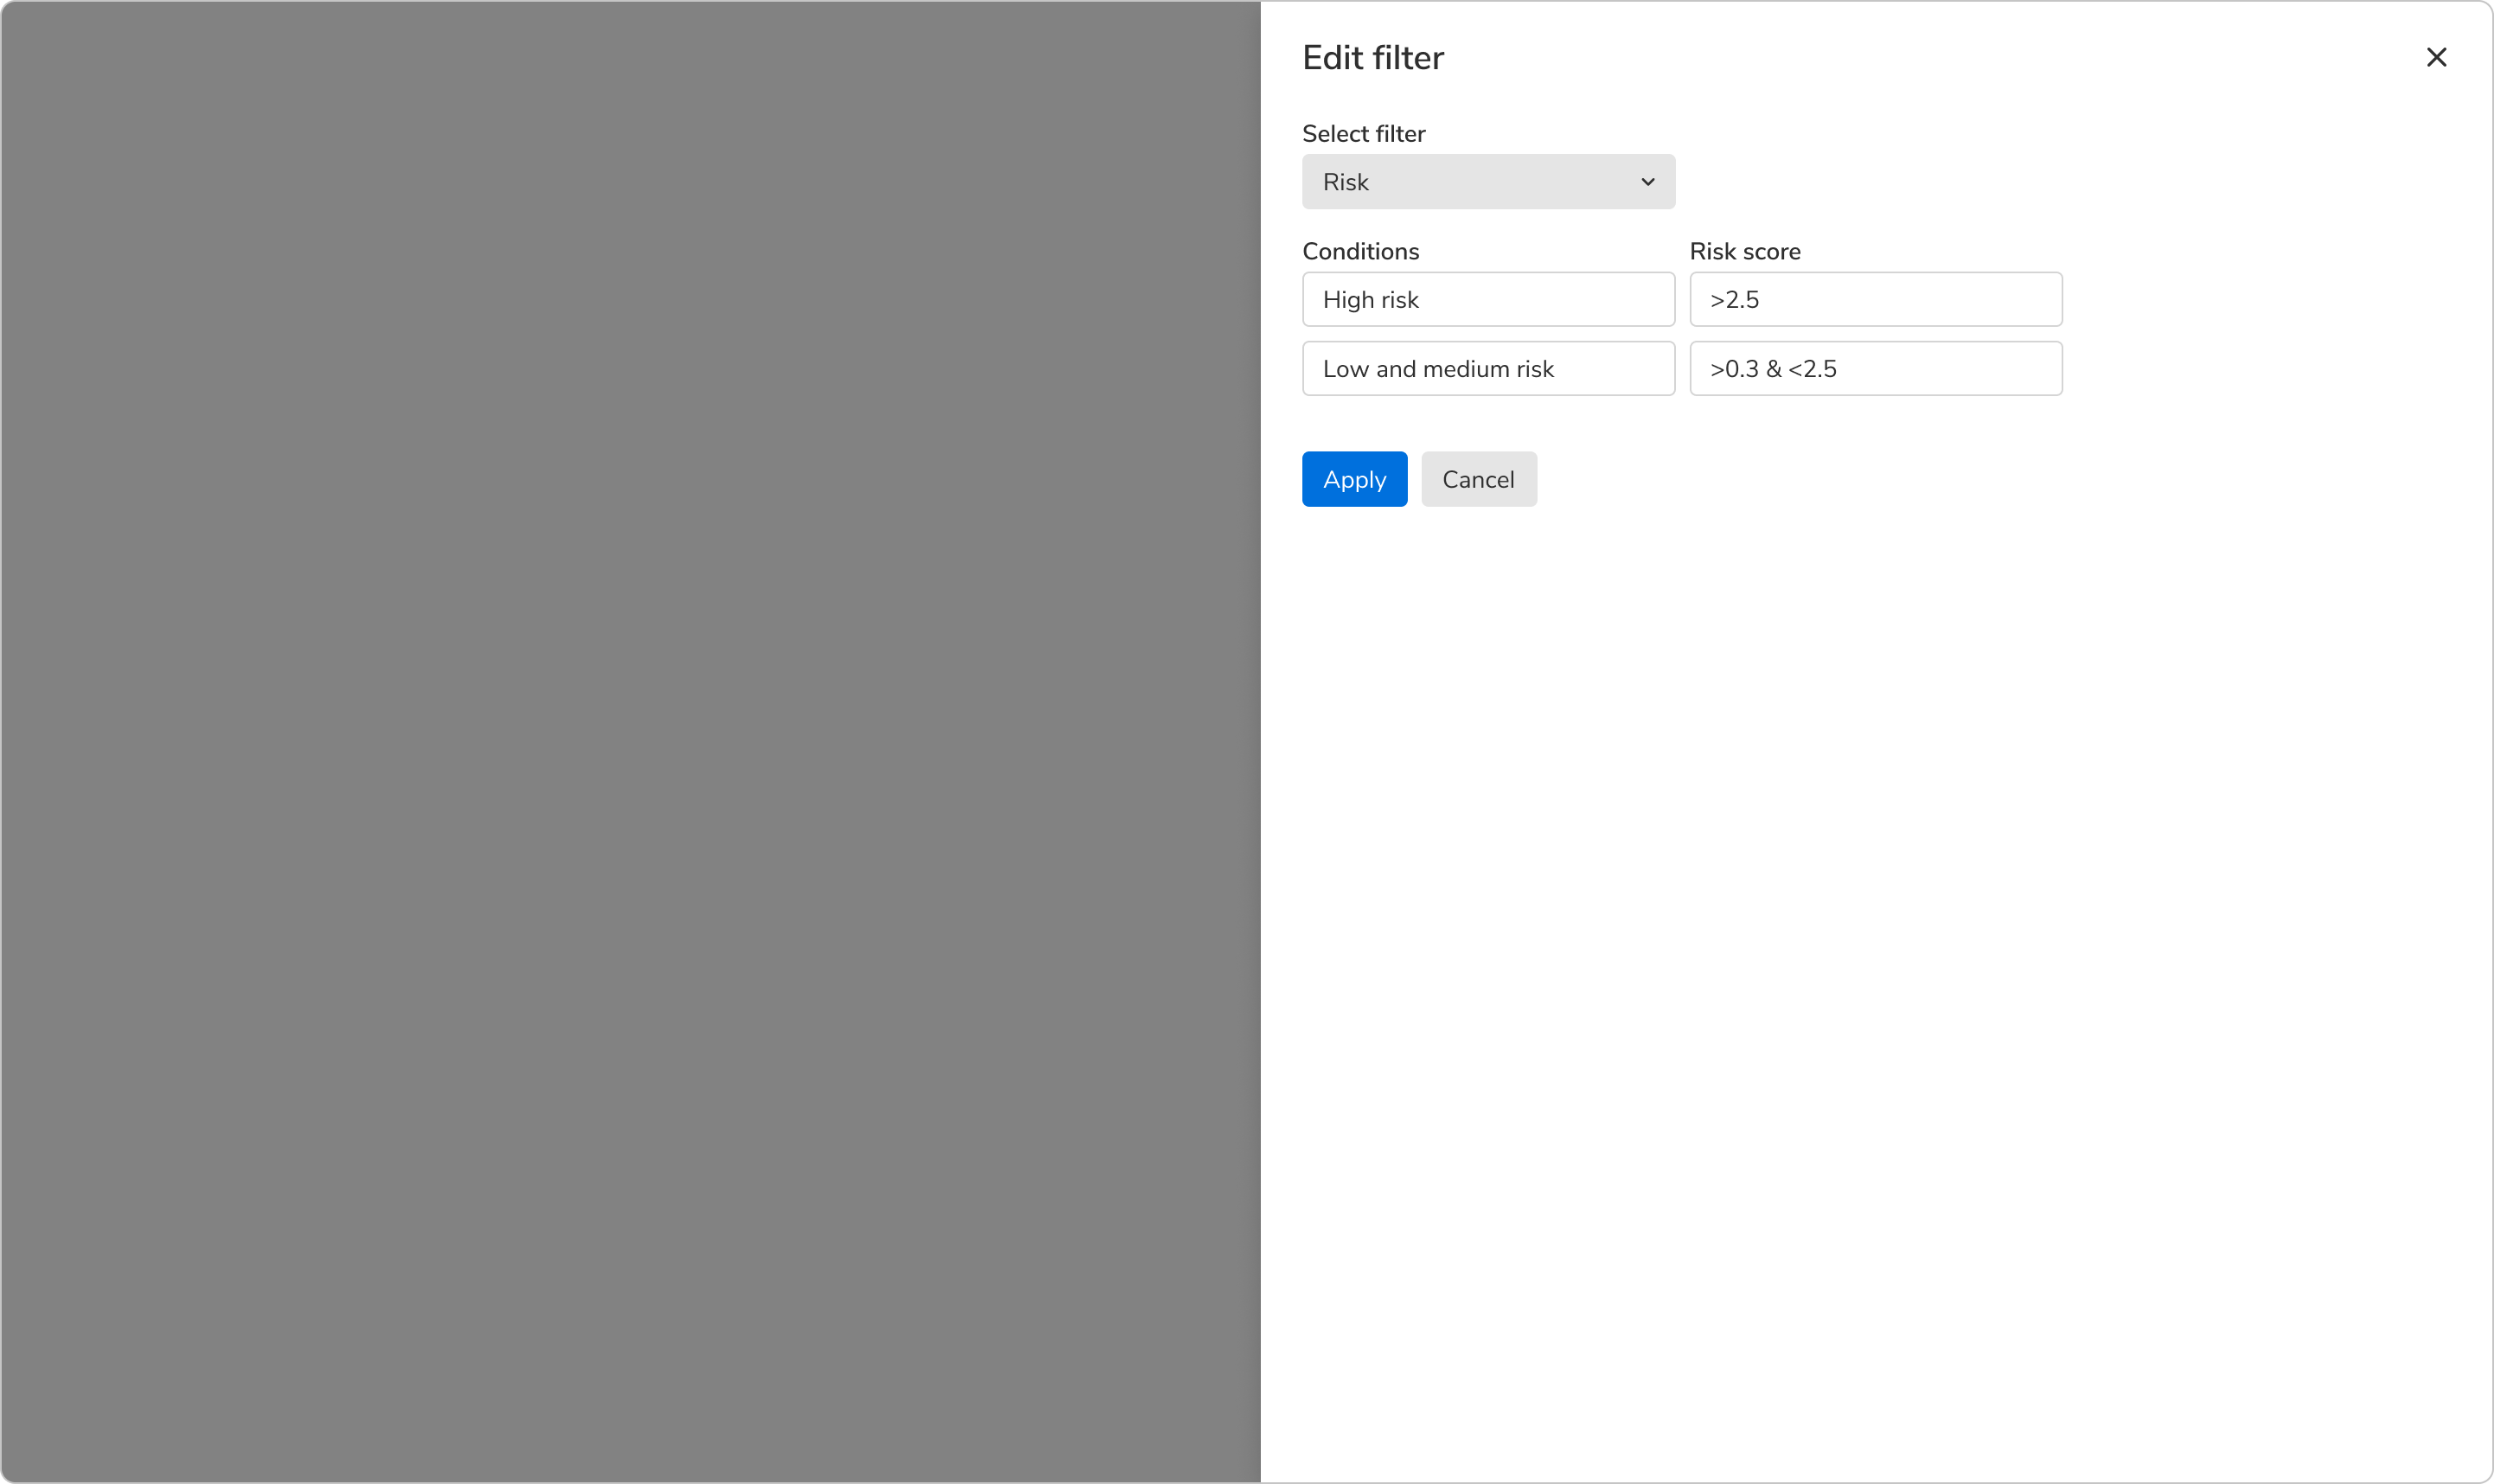 Edit filter
Select filter
Risk
Conditions Risk score
High risk >2.5
Low and medium risk >0.3 & <2.5
Apply Cancel